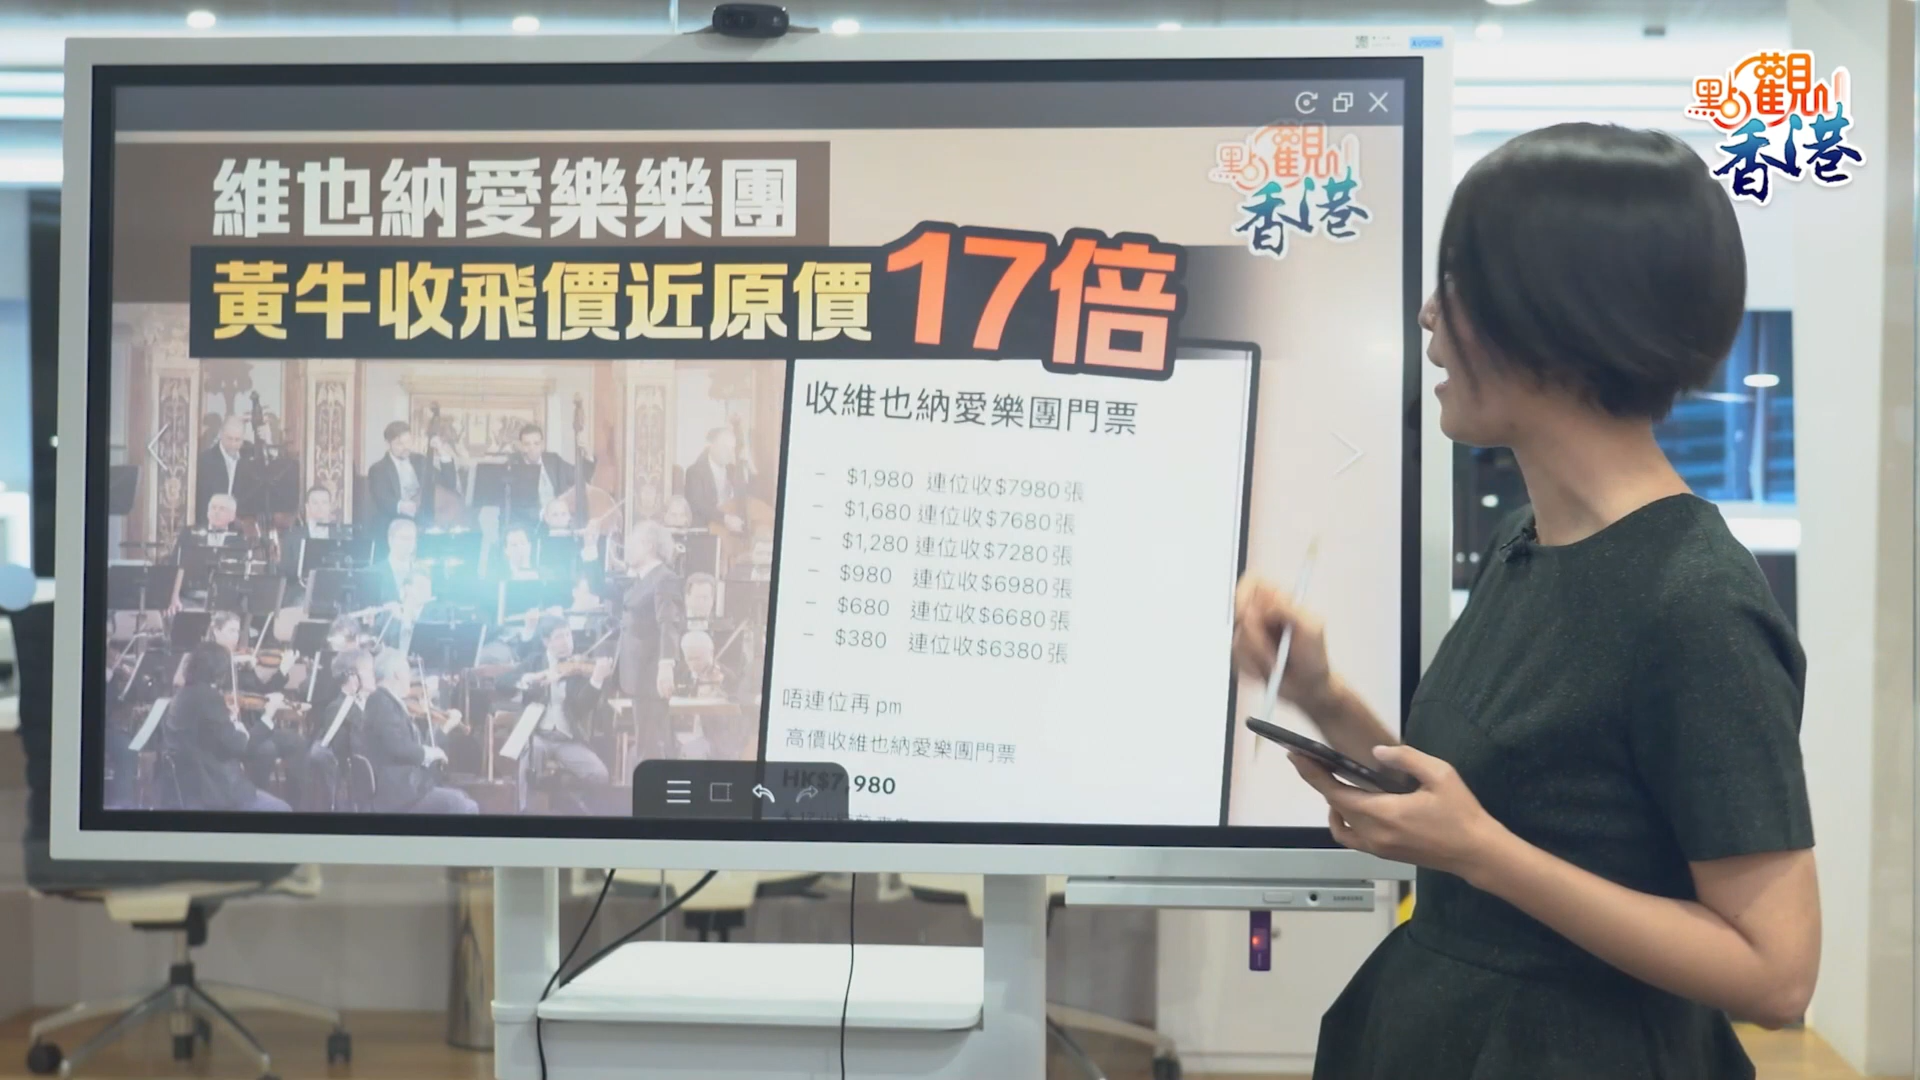 點觀香港
AV0296
點觀香港
維也納愛樂樂團
黃牛收飛價近原價17倍
收維也納愛樂團門票
- $1,980 連位收$7980張
- $1,680 連位收$7680張
- $1,280 連位收$7280張
- $980 連位收$6980張
- $680 連位收$6680張
- $380 連位收$6380張
唔連位再 pm
高價收維也納愛樂團門票
HK$7,980
SAMSUNG